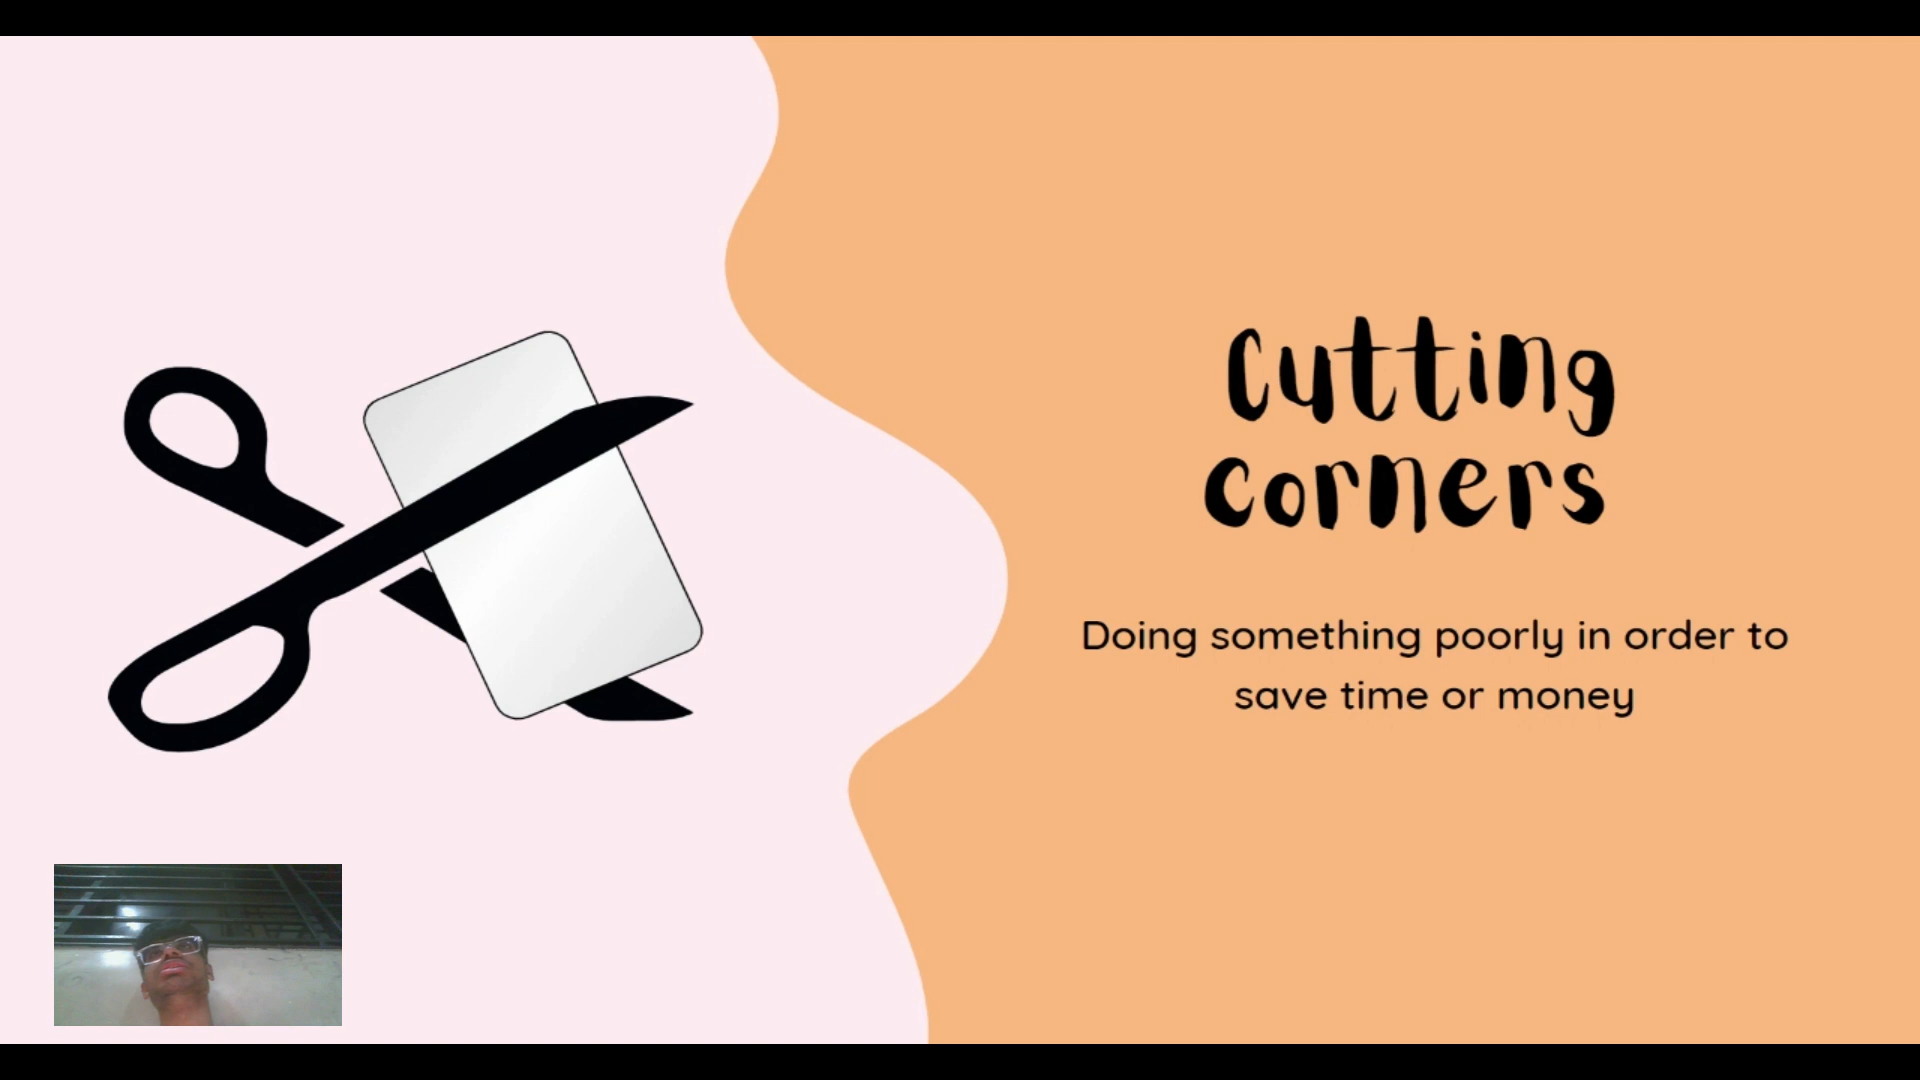 Cutting
corners
Doing something poorly in order to
save time or money